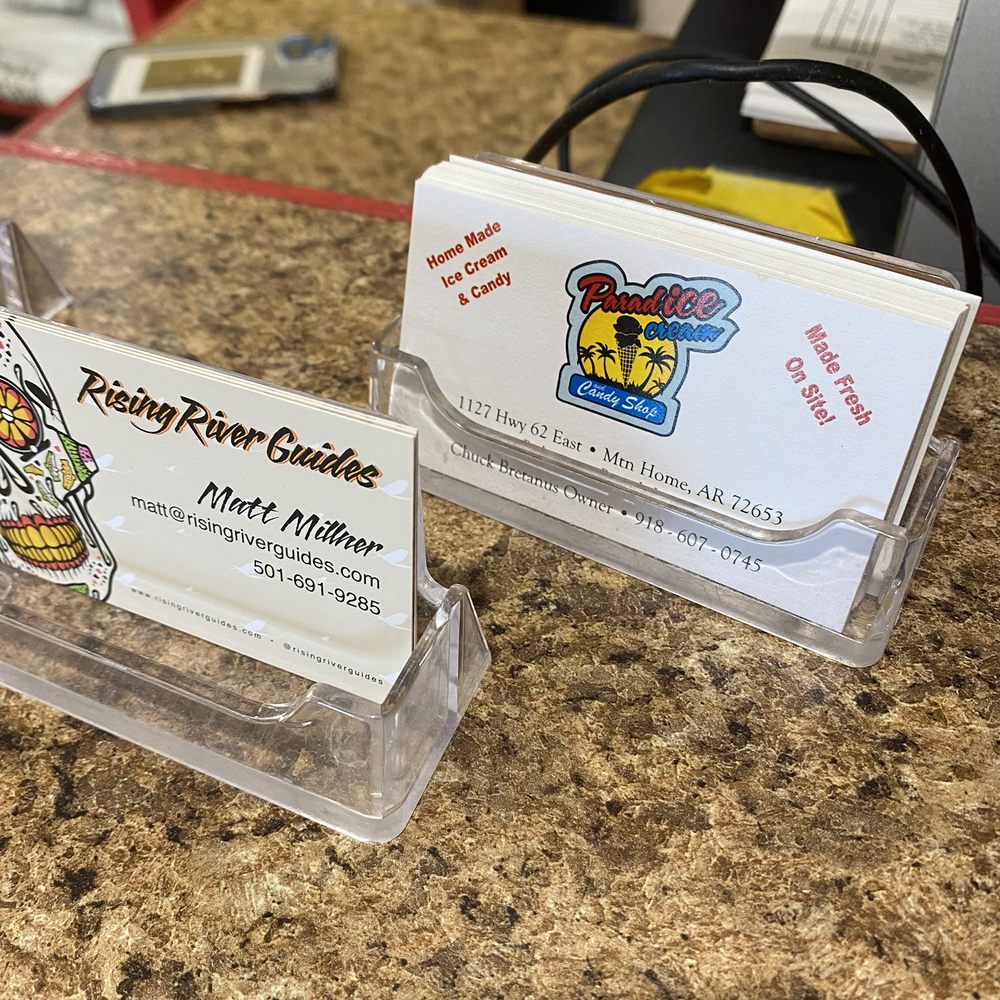 Rising River Guides
Matt Millner
matt@risingriverguides.com
501-691-9285
www.risingriverguides.com • @risingriverguides
Home Made
Ice Cream
& Candy
Paradice
cream
and
Candy Shop
Made Fresh
On Site!
1127 Hwy 62 East • Mtn Home, AR 72653
Chuck Bretanus Owner • 918-607-0745